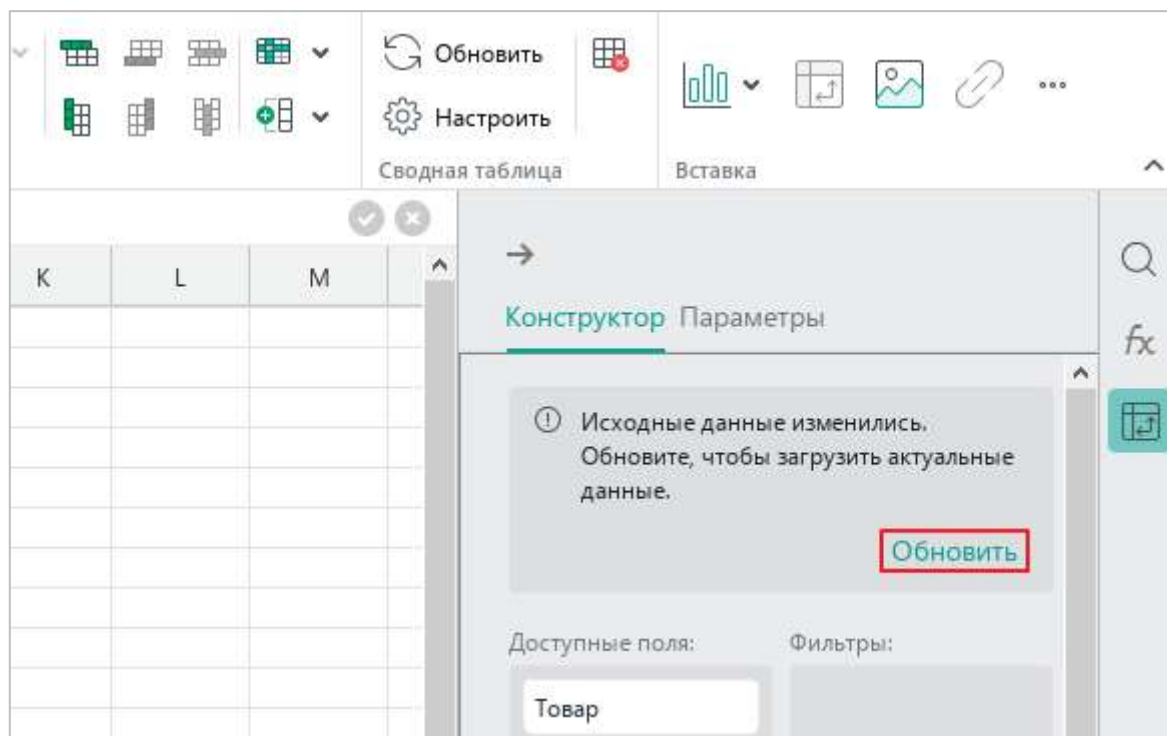 Обновить
Настроить
Сводная таблица
Вставка
K L M
Конструктор Параметры
fx
Исходные данные изменились.
Обновите, чтобы загрузить актуальные
данные.
Обновить
Доступные поля: Фильтры:
Товар